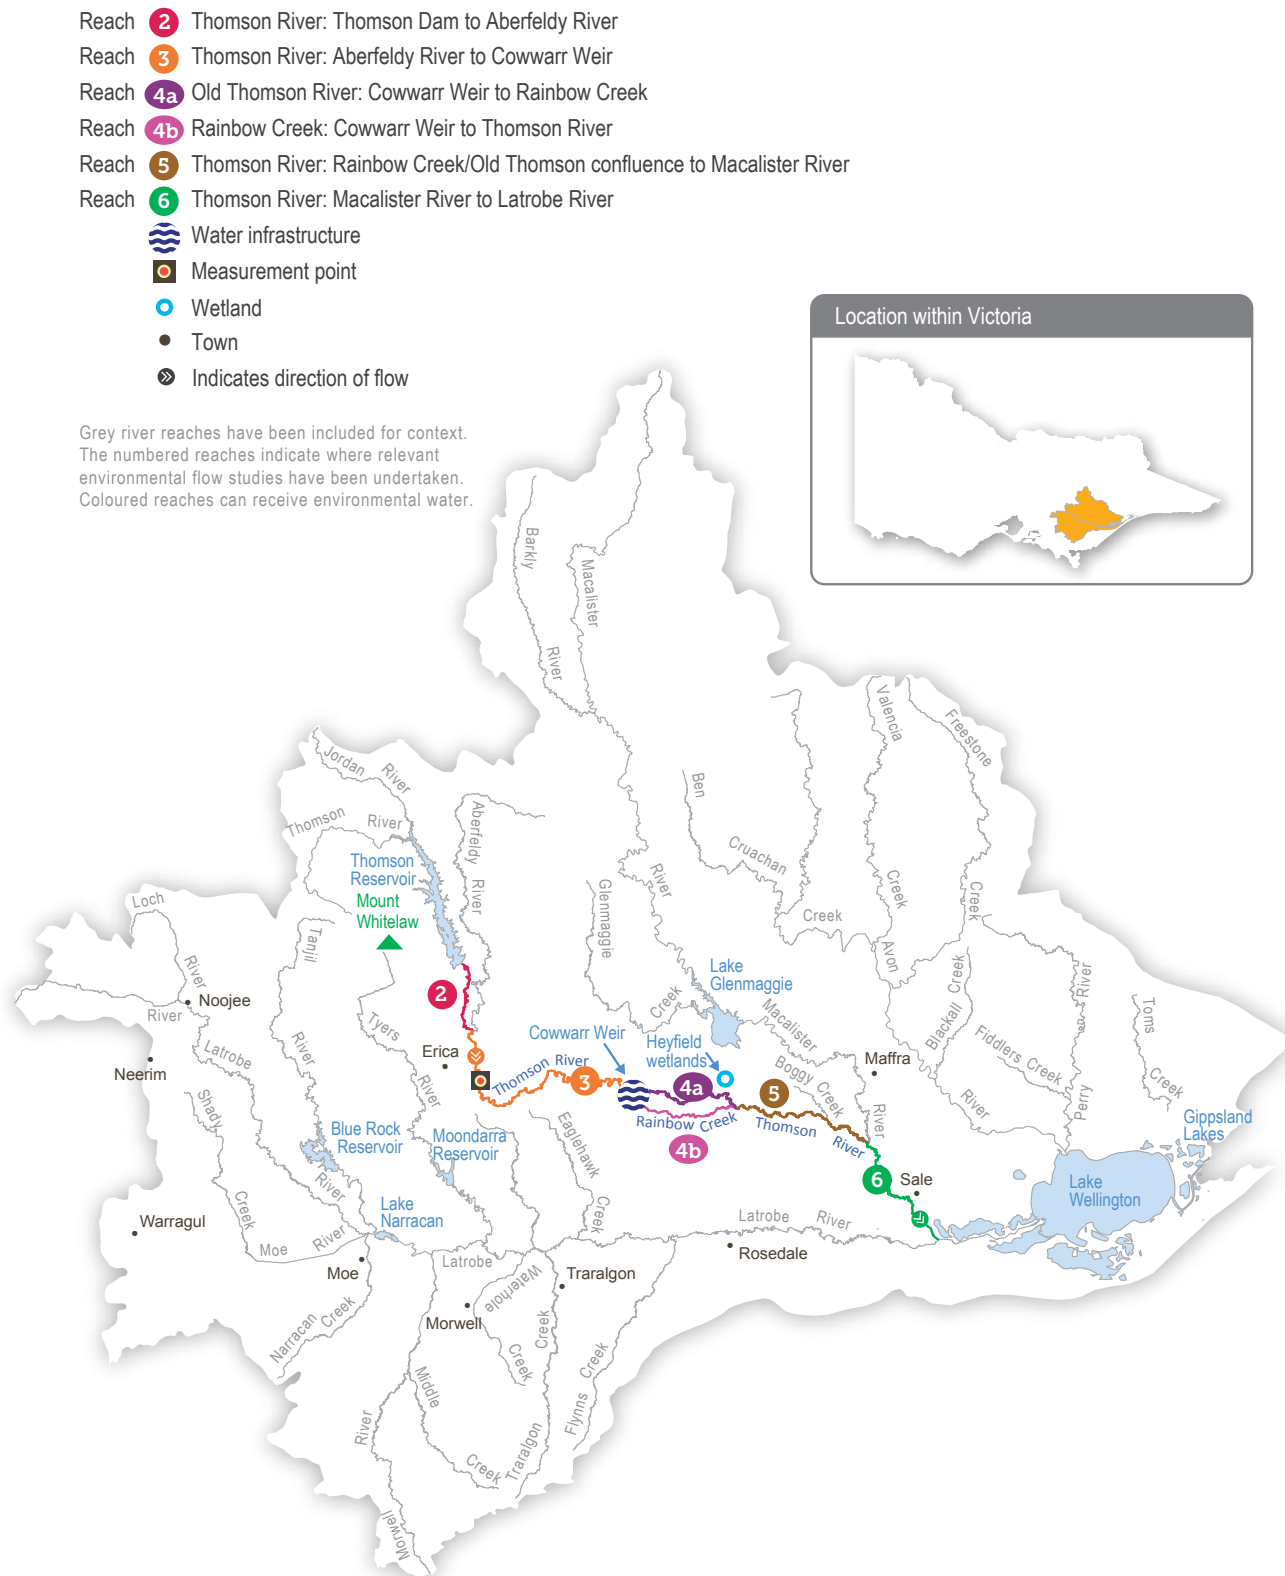 Reach 2 Thomson River: Thomson Dam to Aberfeldy River
Reach 3 Thomson River: Aberfeldy River to Cowwarr Weir
Reach 4a Old Thomson River: Cowwarr Weir to Rainbow Creek
Reach 4b Rainbow Creek: Cowwarr Weir to Thomson River
Reach 5 Thomson River: Rainbow Creek/Old Thomson confluence to Macalister River
Reach 6 Thomson River: Macalister River to Latrobe River
Water infrastructure
Measurement point
Wetland
Town
Indicates direction of flow
Grey river reaches have been included for context.
The numbered reaches indicate where relevant
environmental flow studies have been undertaken.
Coloured reaches can receive environmental water.
Location within Victoria
Barkly
River
Macalister
River
Jordan River
Thomson River
Aberfeldy
River
Thomson
Reservoir
Mount
Whitelaw
Loch
River
Tanjil
River
Noojee
River
Latrobe
River
Neerim
Shady
Creek
Tyers
River
Erica
2
Thomson River
3
Cowwarr Weir
Heyfield
wetlands
4a
Rainbow Creek
4b
5
Thomson River
6
Glenmaggie
Creek
Lake
Glenmaggie
Macalister
River
Boggy Creek
Maffra
Ben
Cruachan
Creek
Valencia
Creek
Freestone
Creek
Avon
River
Blackall Creek
Fiddlers Creek
Perry
River
Toms
Creek
Gippsland
Lakes
Lake
Wellington
Sale
Blue Rock
Reservoir
Moondarra
Reservoir
Eaglehawk
Creek
Lake
Narracan
Warragul
Moe River
Moe
Latrobe
Latrobe River
Rosedale
Narracan
Creek
Morwell
Waterhole
Creek
Traralgon
Traralgon
Creek
Middle
Creek
Flynns
Creek
Morwell
River